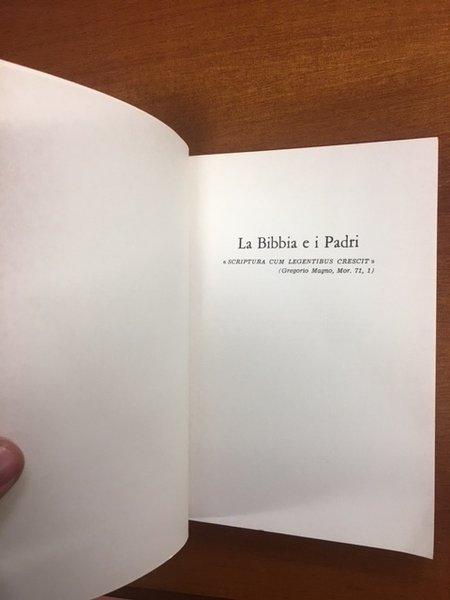 La Bibbia e i Padri
« SCRIPTURA CUM LEGENTIBUS CRESCIT »
(Gregorio Magno, Mor. 71, 1)